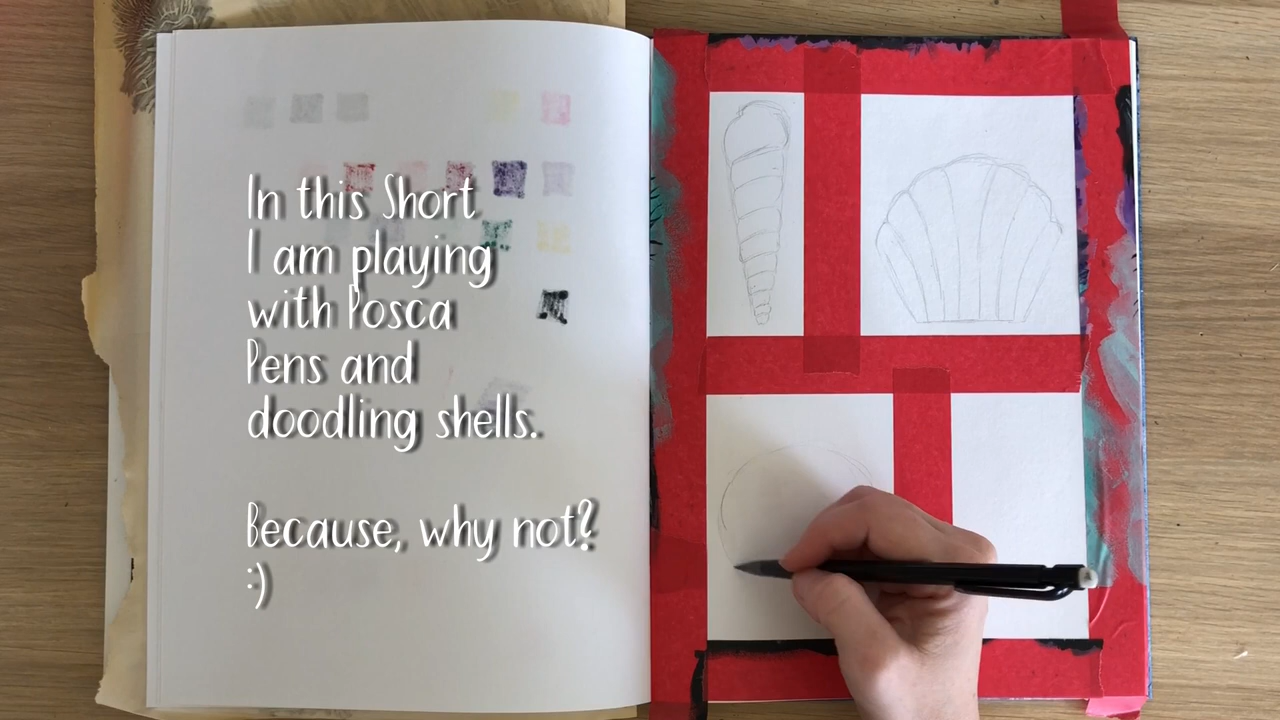 In this Short
I am playing
with Posca
Pens and
doodling shells.
Because, why not?
:)